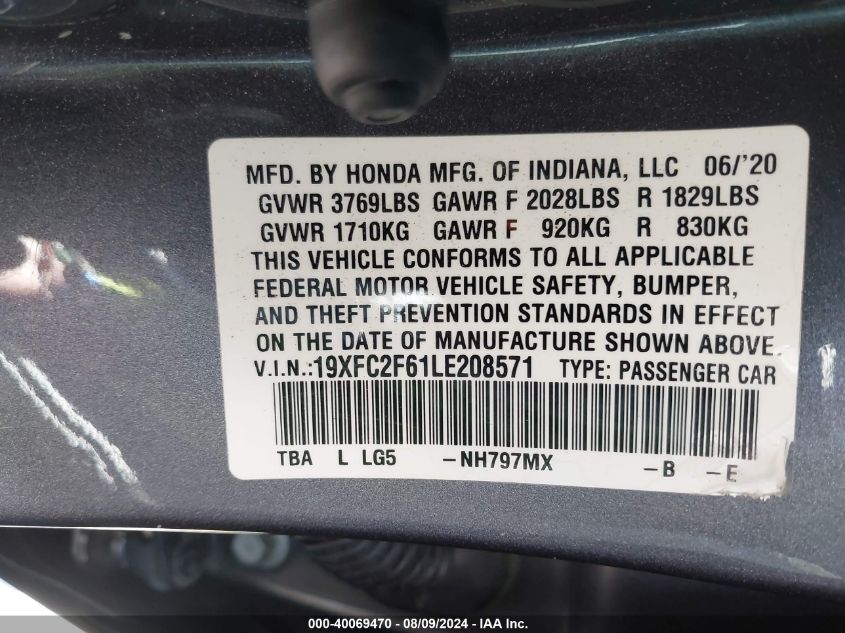 MFD. BY HONDA MFG. OF INDIANA, LLC 06/'20
GVWR 3769LBS GAWR F 2028LBS R 1829LBS
GVWR 1710KG GAWR F 920KG R 830KG
THIS VEHICLE CONFORMS TO ALL APPLICABLE
FEDERAL MOTOR VEHICLE SAFETY, BUMPER,
AND THEFT PREVENTION STANDARDS IN EFFECT
ON THE DATE OF MANUFACTURE SHOWN ABOVE.
V.I.N.:19XFC2F61LE208571 TYPE: PASSENGER CAR
TBA L LG5 -NH797MX -B -E
000-40069470 - 08/09/2024 - IAA Inc.